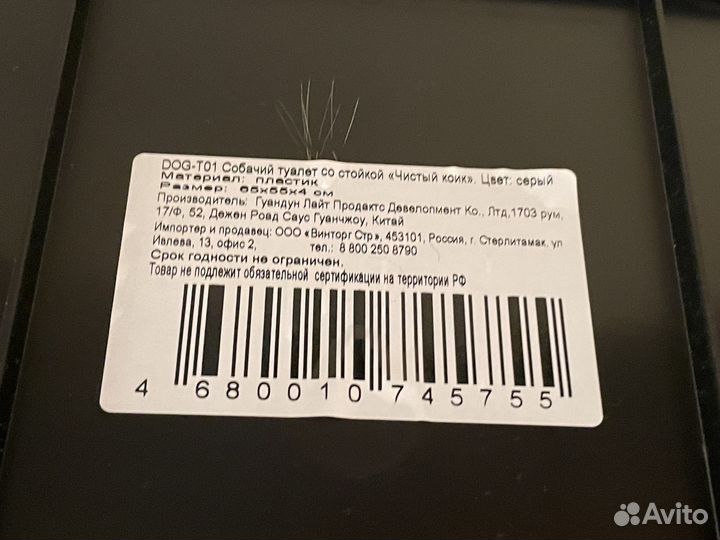 DOG-T01 Собачий туалет со стойкой «Чистый коик». Цвет: серый
Материал: пластик
Размер: 65х55х4 см
Производитель: Гуандун Лайт Продактс Девелопмент Ко., Лтд,1703 рум,
17/Ф, 52, Дежен Роад Саус Гуанчжоу, Китай
Импортер и продавец: ООО «Винторг Стр», 453101, Россия, г. Стерлитамак, ул
Ивлева, 13, офис 2, тел.: 8 800 250 8790
Срок годности не ограничен.
Товар не подлежит обязательной сертификации на территории РФ
4 680010 745755
Avito